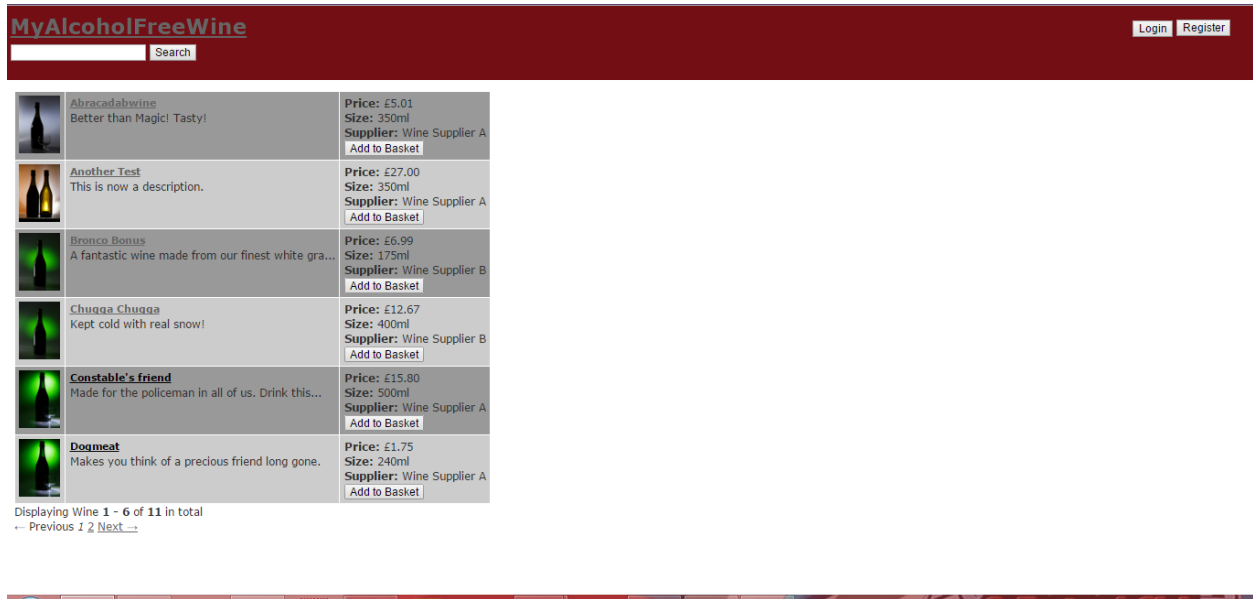 MyAlcoholFreeWine
Login Register
Search
Abracadabwine
Better than Magic! Tasty!
Price: £5.01
Size: 350ml
Supplier: Wine Supplier A
Add to Basket
Another Test
This is now a description.
Price: £27.00
Size: 350ml
Supplier: Wine Supplier A
Add to Basket
Bronco Bonus
A fantastic wine made from our finest white gra...
Price: £6.99
Size: 175ml
Supplier: Wine Supplier B
Add to Basket
Chugga Chugga
Kept cold with real snow!
Price: £12.67
Size: 400ml
Supplier: Wine Supplier B
Add to Basket
Constable's friend
Made for the policeman in all of us. Drink this...
Price: £15.80
Size: 500ml
Supplier: Wine Supplier A
Add to Basket
Dogmeat
Makes you think of a precious friend long gone.
Price: £1.75
Size: 240ml
Supplier: Wine Supplier A
Add to Basket
Displaying Wine 1 - 6 of 11 in total
← Previous 1 2 Next →